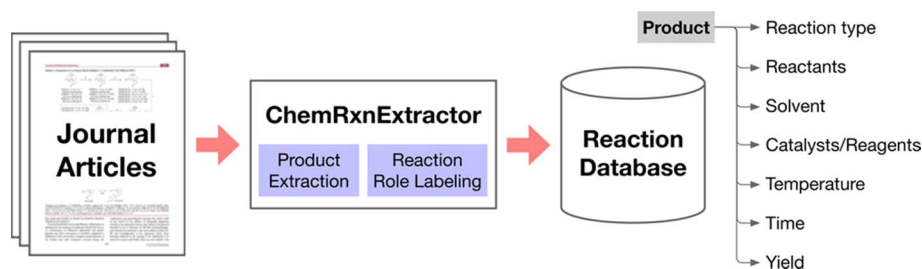 Journal
Articles
ChemRxnExtractor
Product
Extraction
Reaction
Role Labeling
Reaction
Database
Product
Reaction type
Reactants
Solvent
Catalysts/Reagents
Temperature
Time
Yield